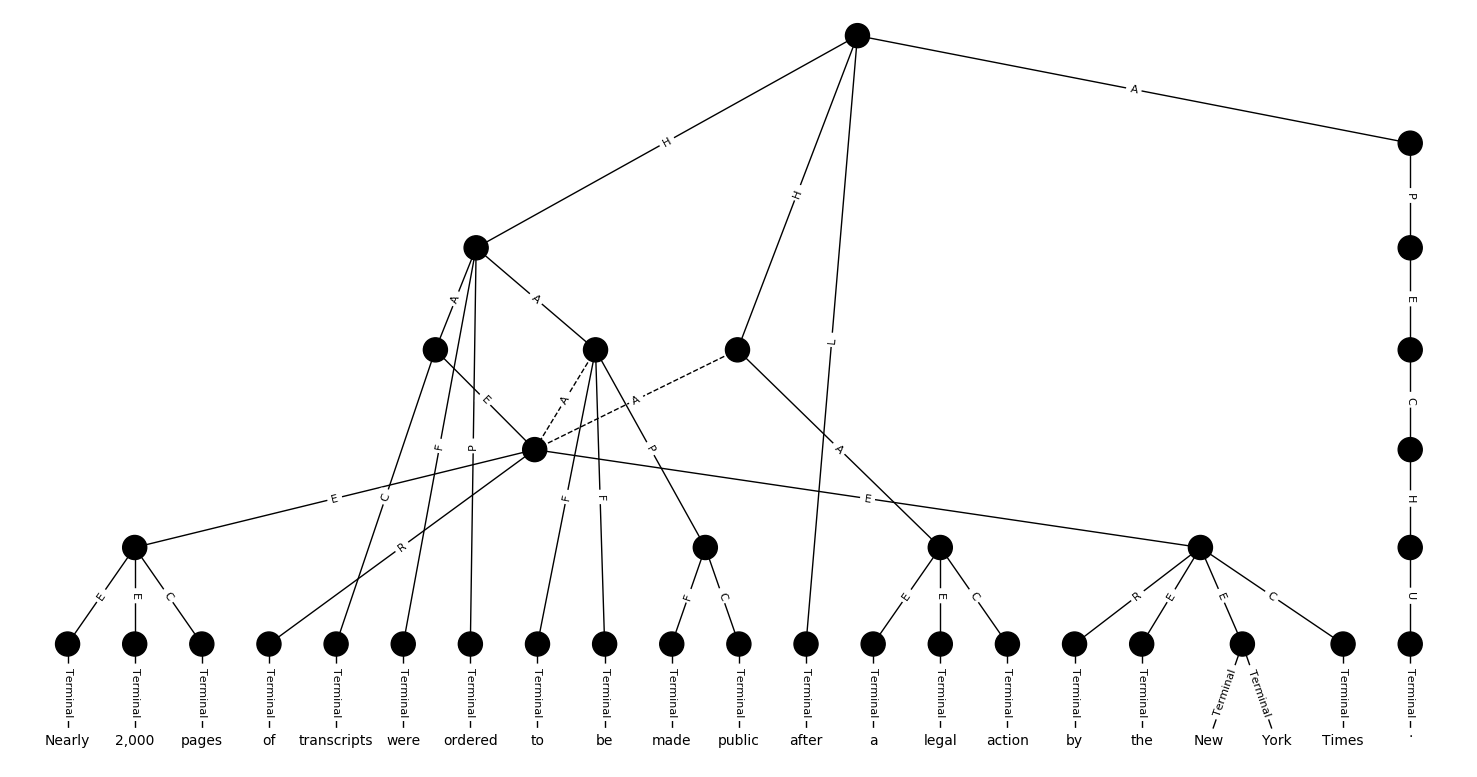 A
H
P
H
A
A
E
L
E
A
A
C
F
P
P
A
E
C
F
F
E
H
R
E
E
C
F
C
E
E
C
R
E
E
C
U
Terminal Terminal Terminal Terminal Terminal Terminal Terminal Terminal Terminal Terminal Terminal Terminal Terminal Terminal Terminal Terminal Terminal Terminal Terminal Terminal Terminal
Nearly 2,000 pages of transcripts were ordered to be made public after a legal action by the New York Times .